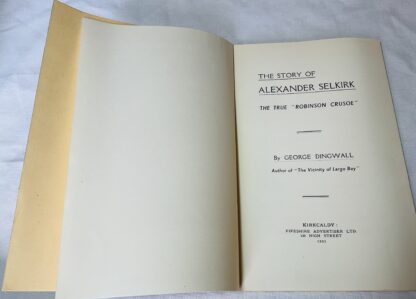 THE STORY OF
ALEXANDER SELKIRK
THE TRUE "ROBINSON CRUSOE"
By GEORGE DINGWALL
Author of "The Vicinity of Largo Bay"
KIRKCALDY:
FIFESHIRE ADVERTISER LTD.
HIGH STREET